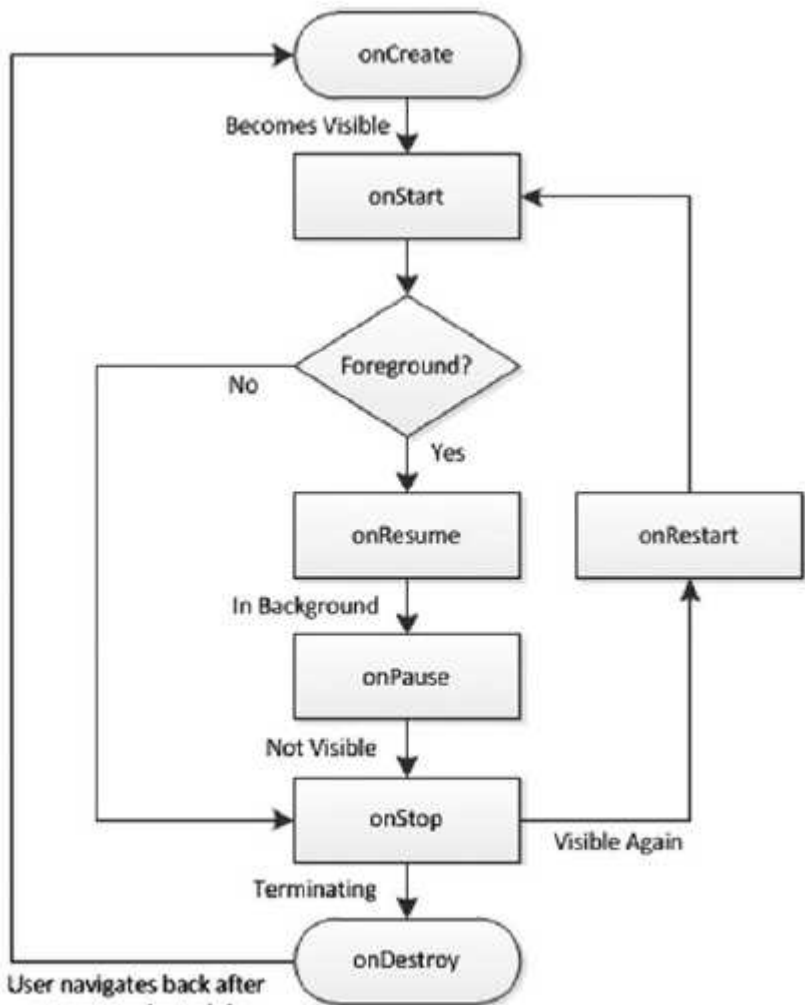 onCreate
Becomes Visible
onStart
Foreground?
No
Yes
onResume
onRestart
In Background
onPause
Not Visible
onStop
Visible Again
Terminating
onDestroy
User navigates back after